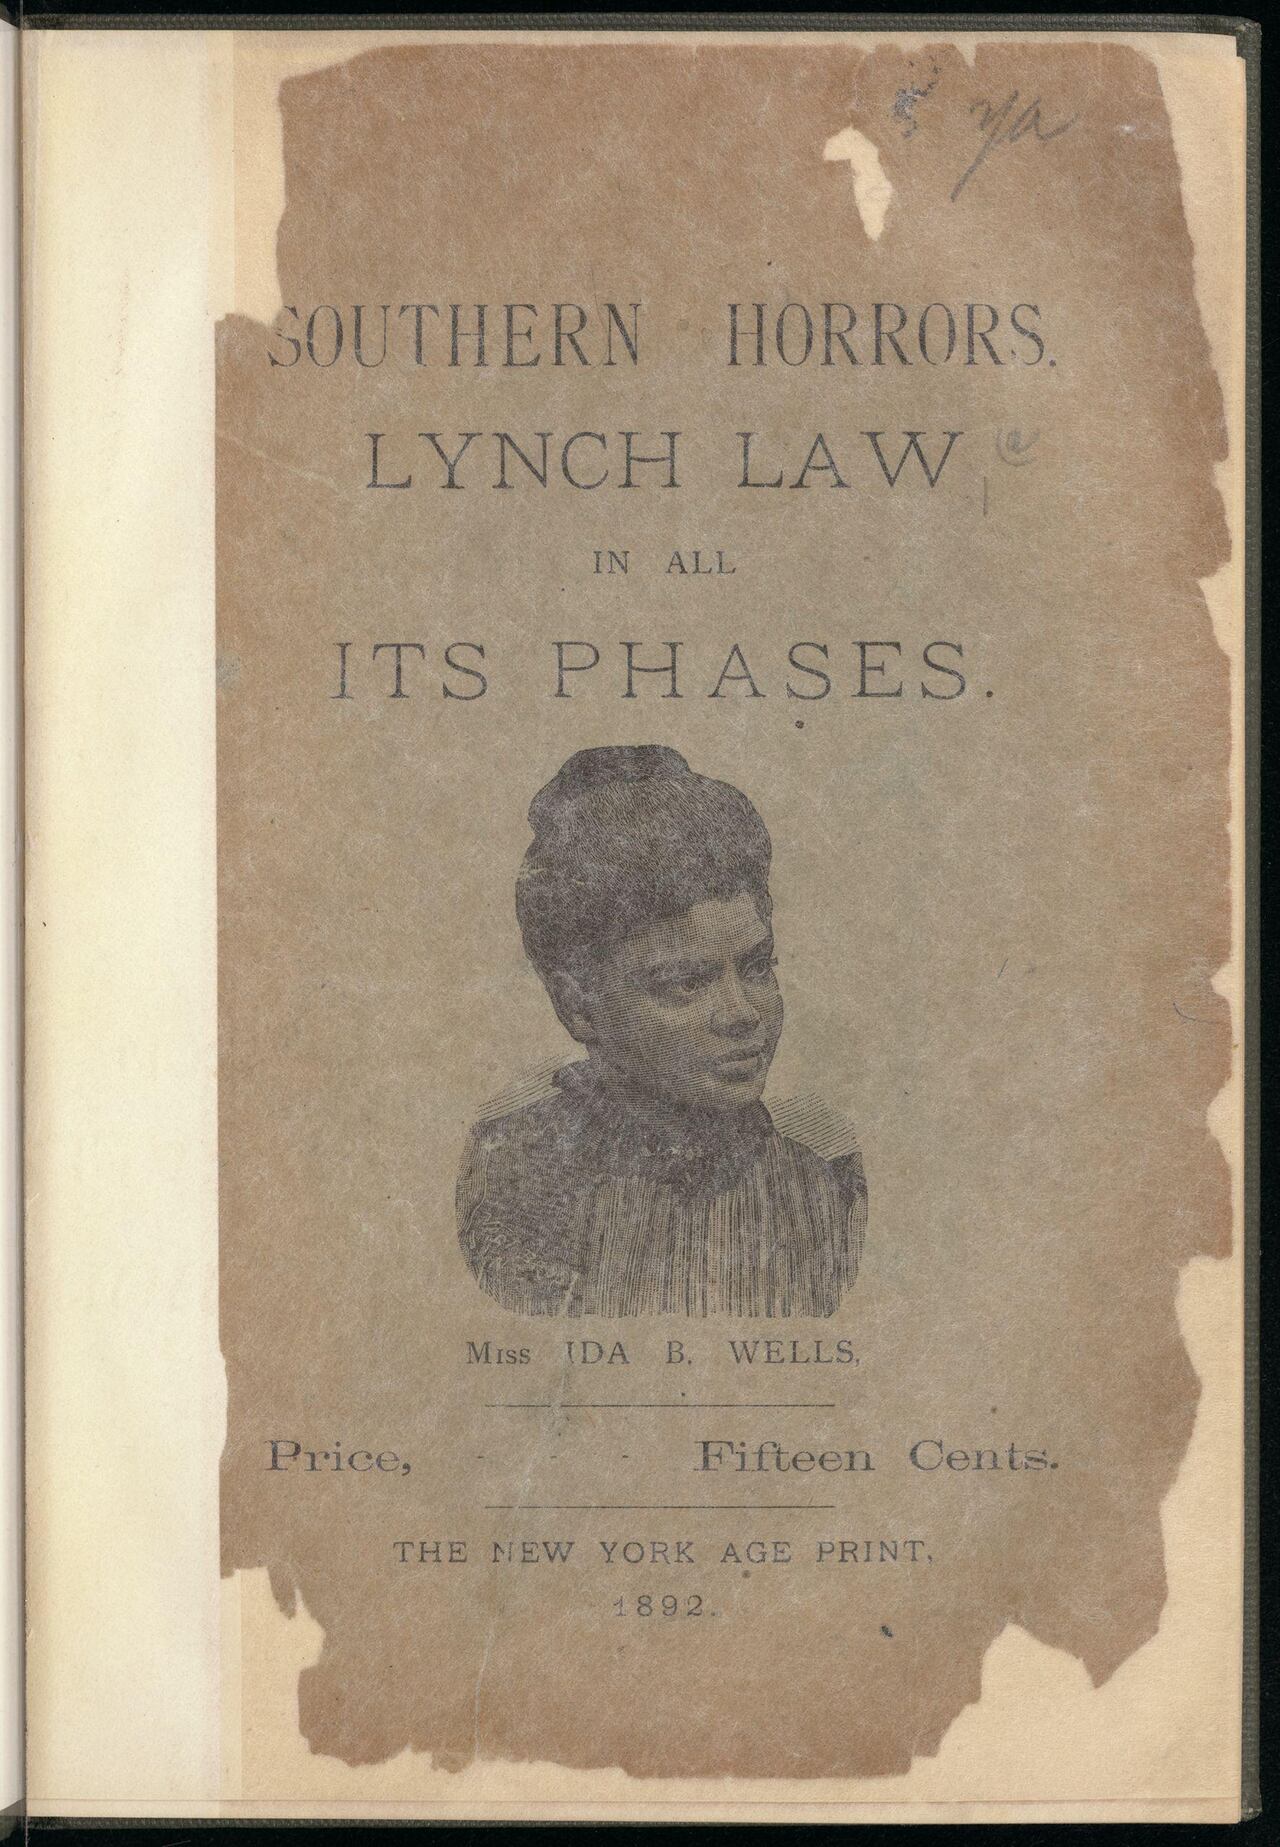 SOUTHERN HORRORS.
LYNCH LAW
IN ALL
ITS PHASES.
Miss IDA B. WELLS,
Price, - - - Fifteen Cents.
THE NEW YORK AGE PRINT,
1892.